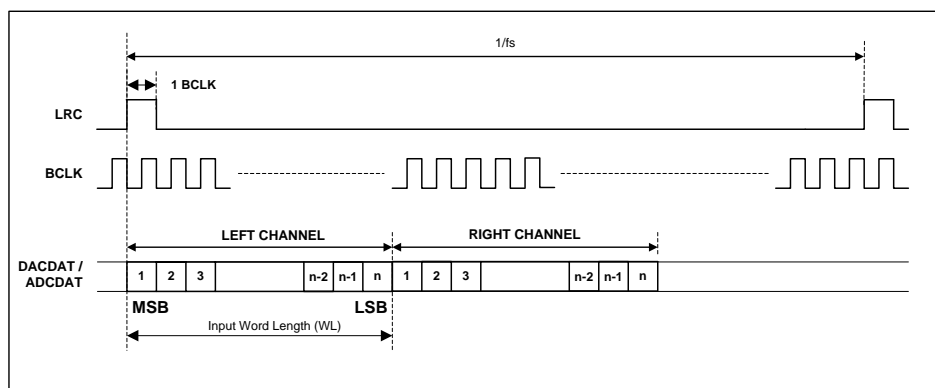 1/fs
1 BCLK
LRC
BCLK
LEFT CHANNEL
RIGHT CHANNEL
DACDAT /
ADCDAT
1 2 3 n-2 n-1 n 1 2 3 n-2 n-1 n
MSB
LSB
Input Word Length (WL)